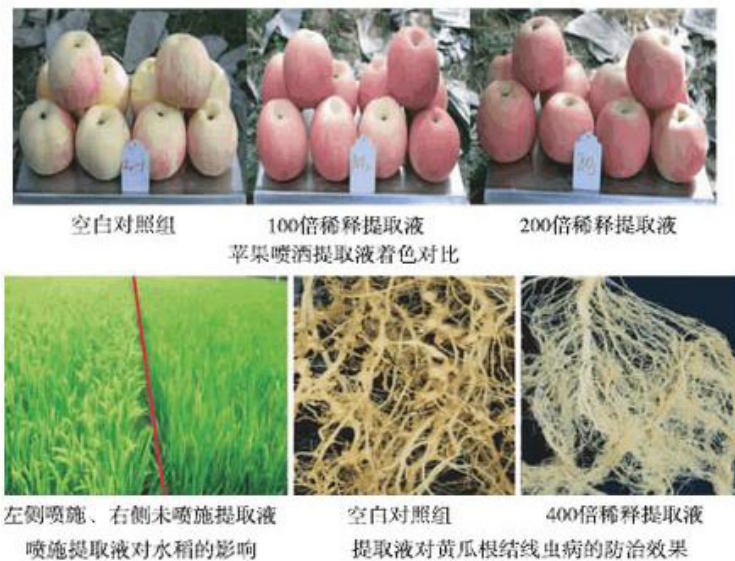 空白对照组
100倍稀释提取液
200倍稀释提取液
苹果喷洒提取液着色对比
左侧喷施、右侧未喷施提取液
空白对照组
400倍稀释提取液
喷施提取液对水稻的影响
提取液对黄瓜根结线虫病的防治效果